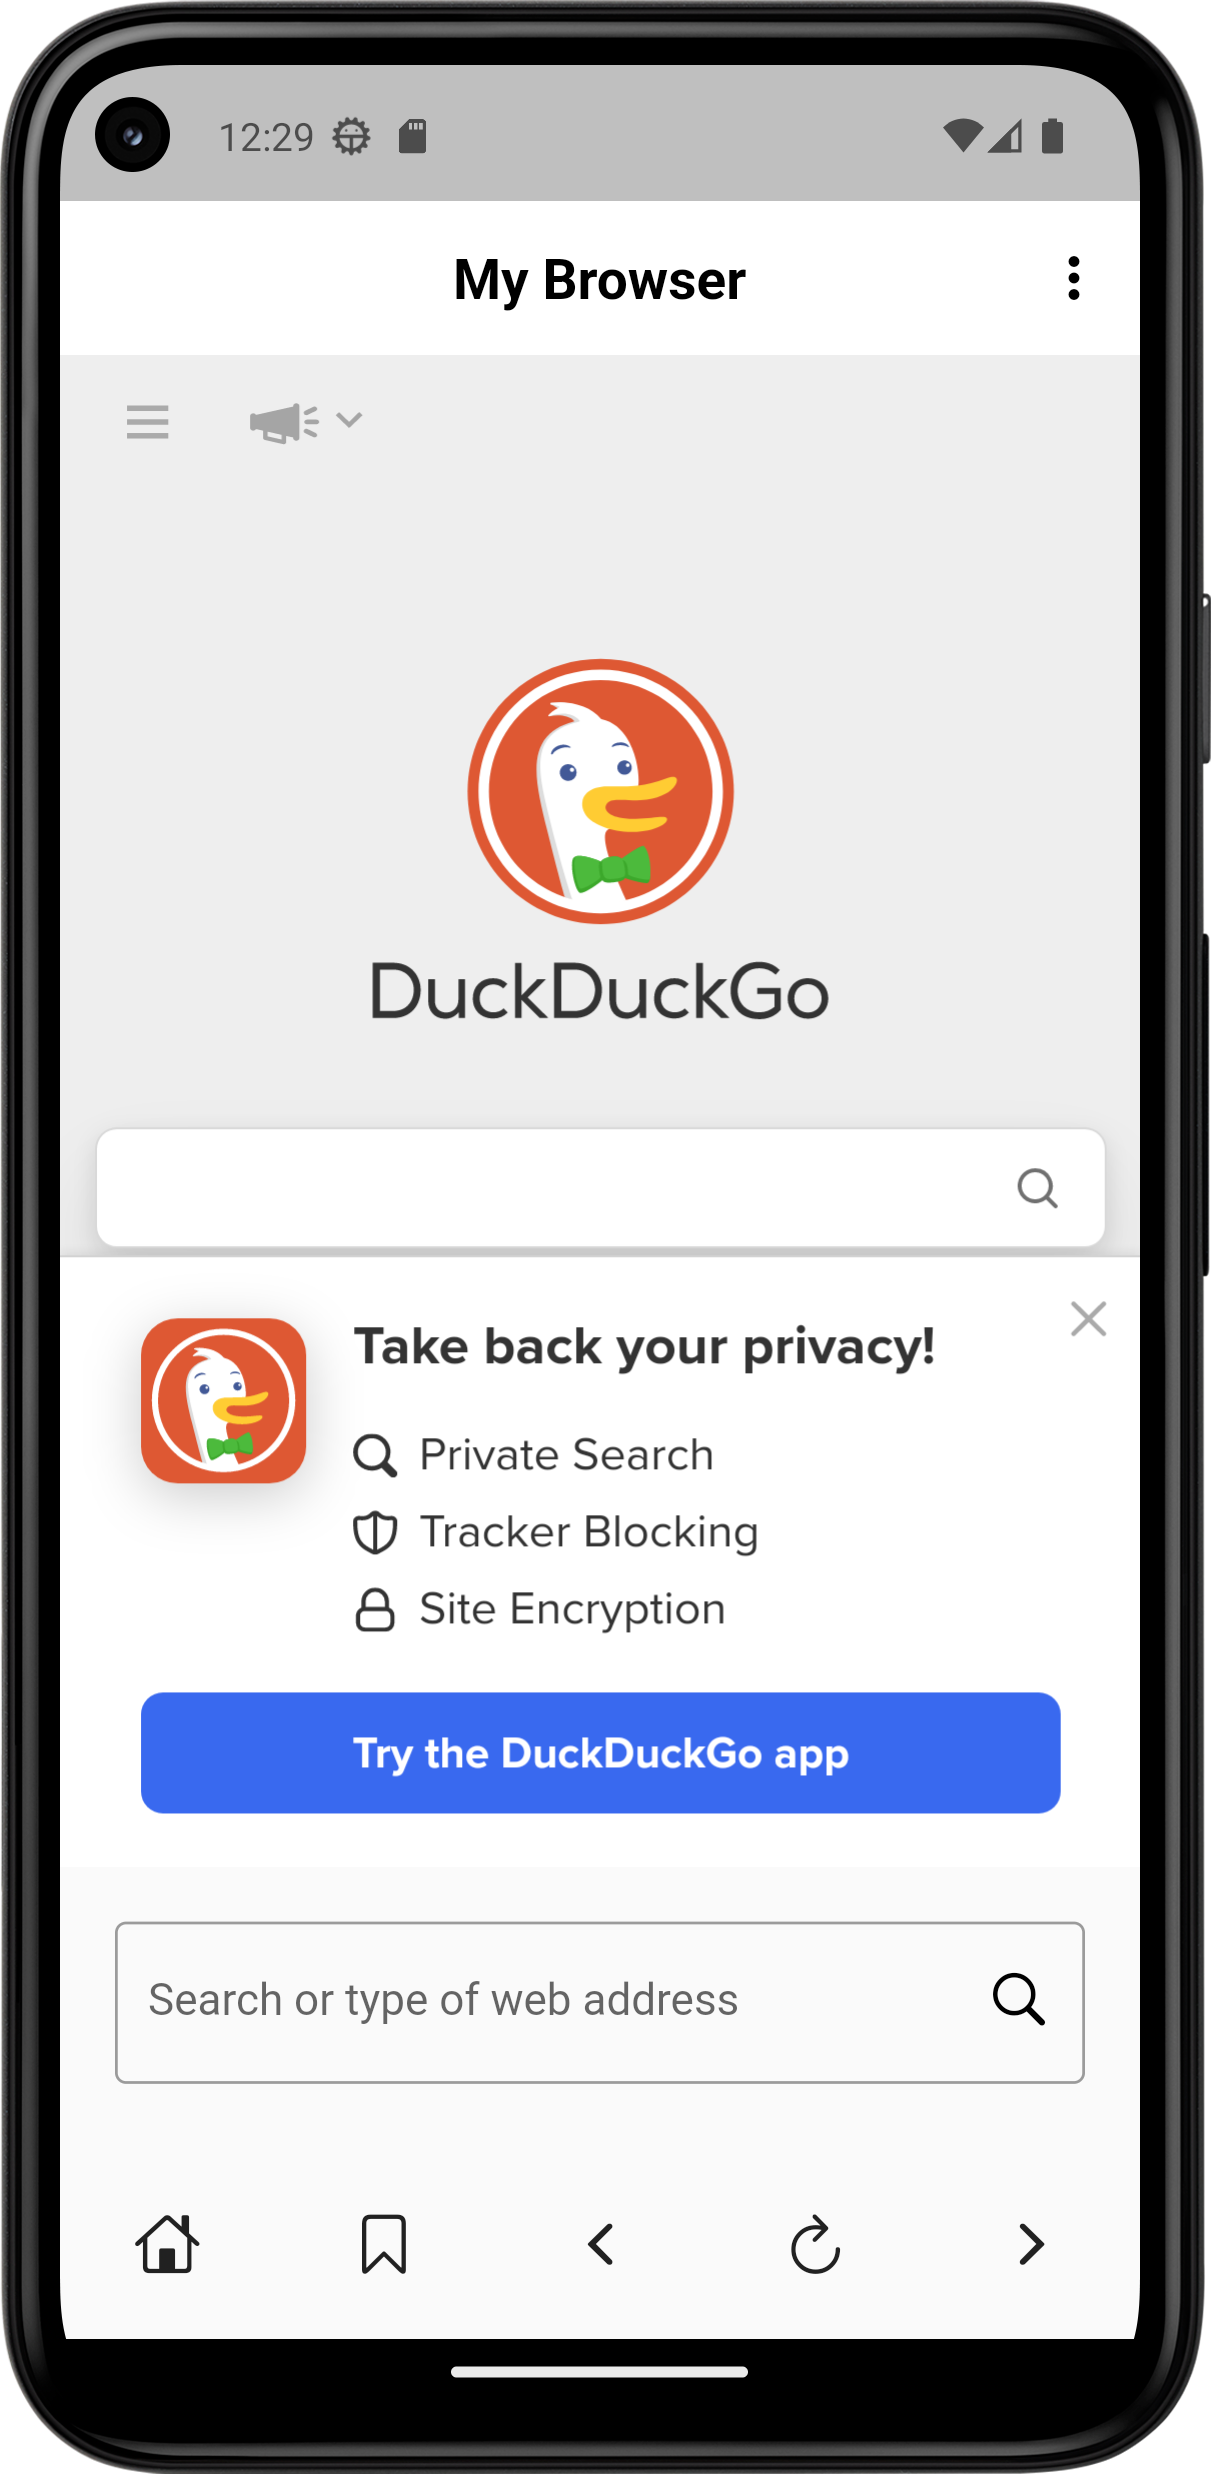 12:29
My Browser
DuckDuckGo
Take back your privacy!
Private Search
Tracker Blocking
Site Encryption
Try the DuckDuckGo app
Search or type of web address